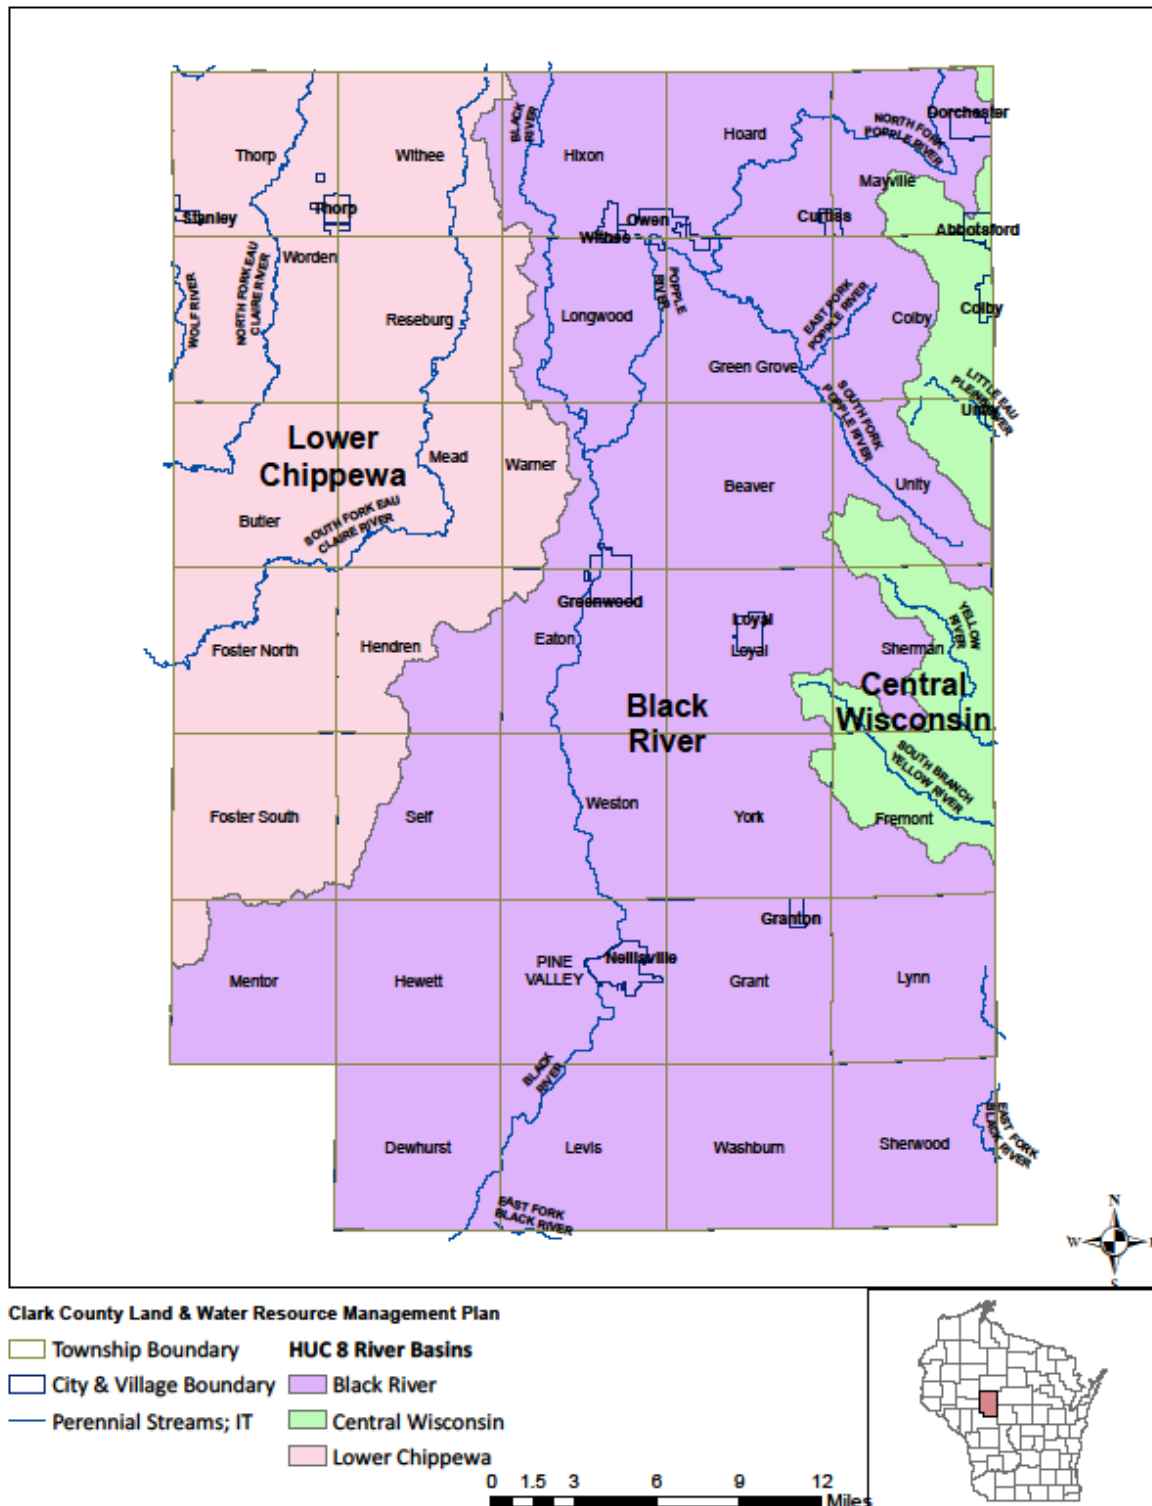 Dorchester
NORTH FORK
POPPLE RIVER
Hoard
BLACK
RIVER
Thorp
Withee
Hixon
Mayville
Stanley
Thorp
Owen
Curtiss
Withee
Abbotsford
Worden
WOLF RIVER
NORTH FORK EAU
CLAIRE RIVER
POPPLE
RIVER
EAST FORK
POPPLE RIVER
Colby
Reseburg
Longwood
Colby
Green Grove
LITTLE EAU
PLEINE RIVER
Unity
SOUTH FORK
POPPLE RIVER
Lower
Chippewa
Mead
Warner
Beaver
Unity
Butler
SOUTH FORK EAU
CLAIRE RIVER
Greenwood
Loyal
YELLOW
RIVER
Foster North
Hendren
Eaton
Loyal
Sherman
Black
River
Central
Wisconsin
SOUTH BRANCH
YELLOW RIVER
Foster South
Self
Weston
York
Fremont
Granton
PINE
VALLEY
Neillsville
Mentor
Hewett
Grant
Lynn
BLACK
RIVER
Dewhurst
Levis
Washburn
Sherwood
EAST FORK
BLACK RIVER
EAST FORK
BLACK RIVER
N
W
S
Clark County Land & Water Resource Management Plan
Township Boundary
HUC 8 River Basins
City & Village Boundary
Black River
Perennial Streams; IT
Central Wisconsin
Lower Chippewa
0 1.5 3 6 9 12
Miles